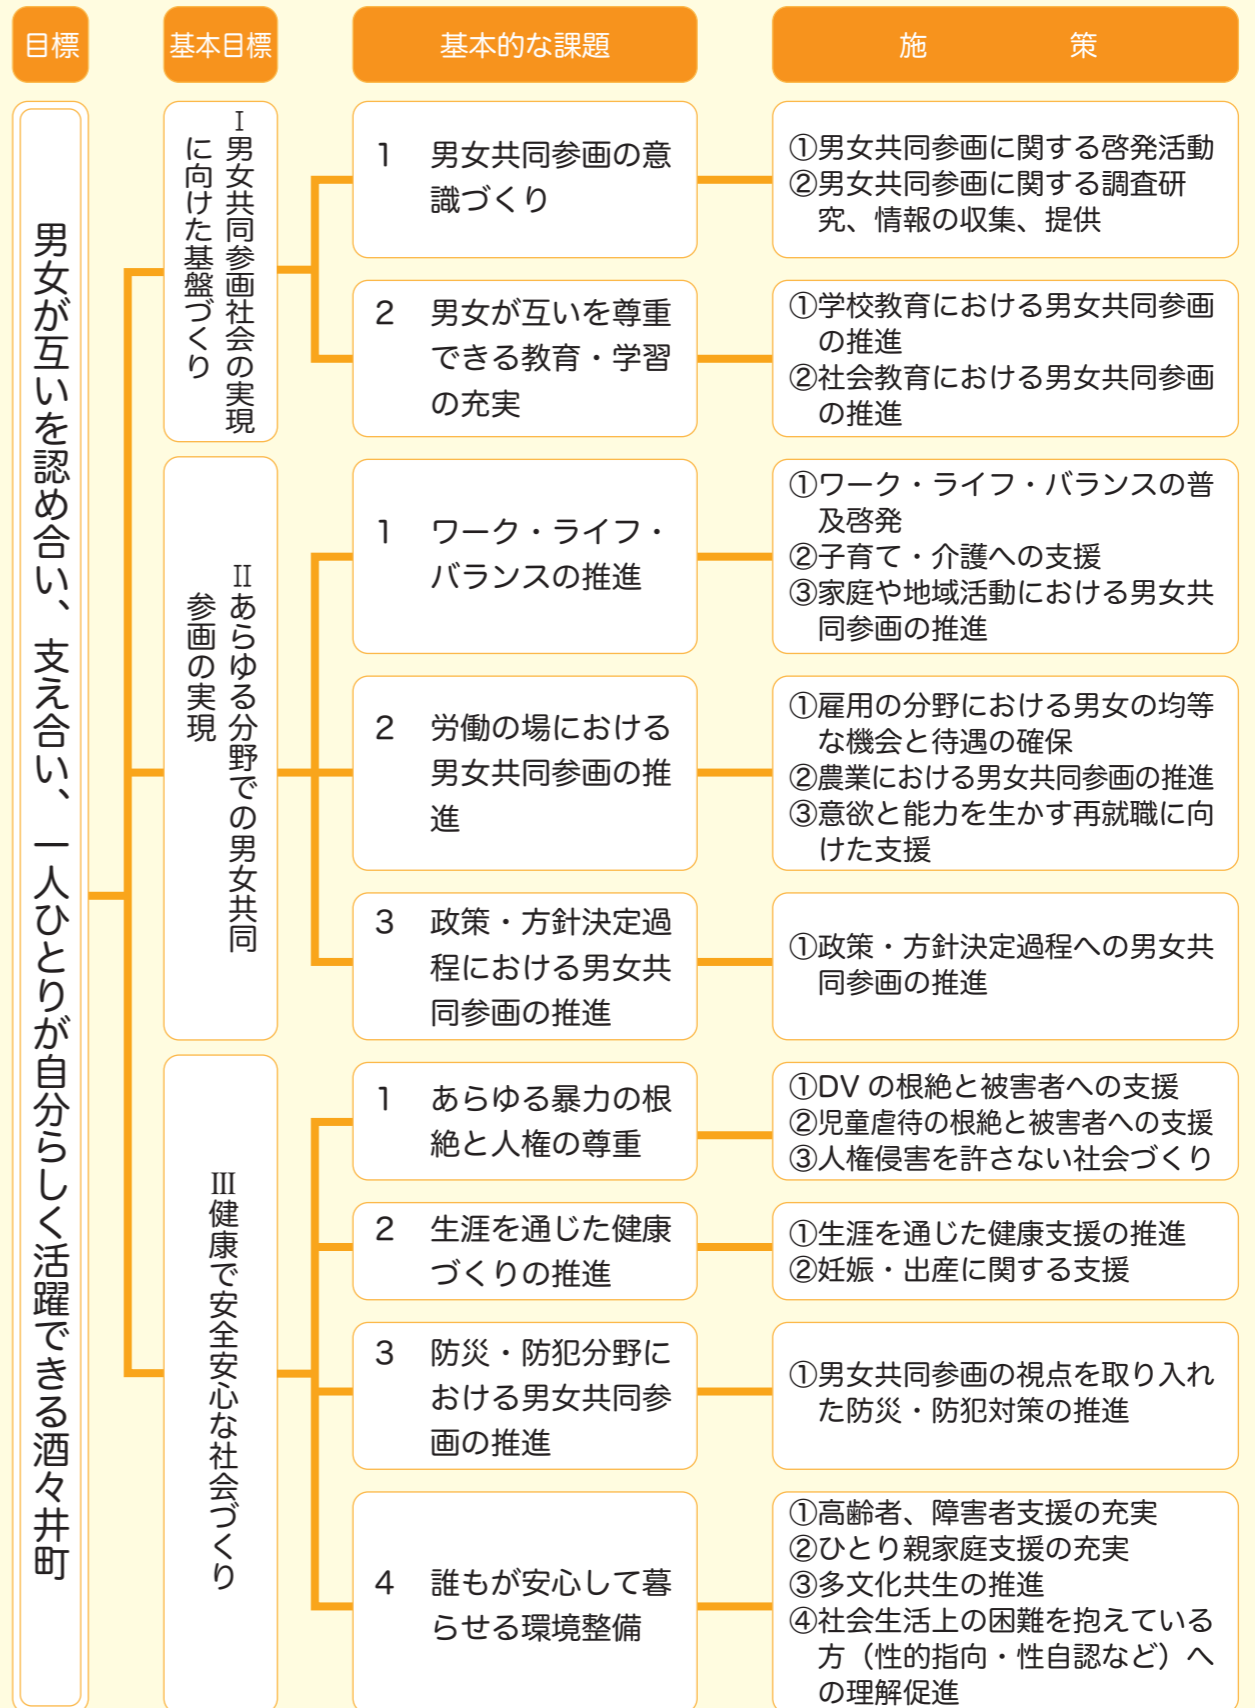 目標
基本目標
基本的な課題
施策
男女が互いを認め合い、支え合い、一人ひとりが自分らしく活躍できる酒々井町
Ⅰ男女共同参画社会の実現
に向けた基盤づくり
1 男女共同参画の意
識づくり
①男女共同参画に関する啓発活動
②男女共同参画に関する調査研
究、情報の収集、提供
2 男女が互いを尊重
できる教育・学習
の充実
①学校教育における男女共同参画
の推進
②社会教育における男女共同参画
の推進
Ⅱあらゆる分野での男女共同
参画の実現
1 ワーク・ライフ・
バランスの推進
①ワーク・ライフ・バランスの普
及啓発
②子育て・介護への支援
③家庭や地域活動における男女共
同参画の推進
2 労働の場における
男女共同参画の推
進
①雇用の分野における男女の均等
な機会と待遇の確保
②農業における男女共同参画の推進
③意欲と能力を生かす再就職に向
けた支援
3 政策・方針決定過
程における男女共
同参画の推進
①政策・方針決定過程への男女共
同参画の推進
Ⅲ健康で安全安心な社会づくり
1 あらゆる暴力の根
絶と人権の尊重
①DVの根絶と被害者への支援
②児童虐待の根絶と被害者への支援
③人権侵害を許さない社会づくり
2 生涯を通じた健康
づくりの推進
①生涯を通じた健康支援の推進
②妊娠・出産に関する支援
3 防災・防犯分野に
おける男女共同参
画の推進
①男女共同参画の視点を取り入れ
た防災・防犯対策の推進
4 誰もが安心して暮
らせる環境整備
①高齢者、障害者支援の充実
②ひとり親家庭支援の充実
③多文化共生の推進
④社会生活上の困難を抱えている
方（性的指向・性自認など）へ
の理解促進